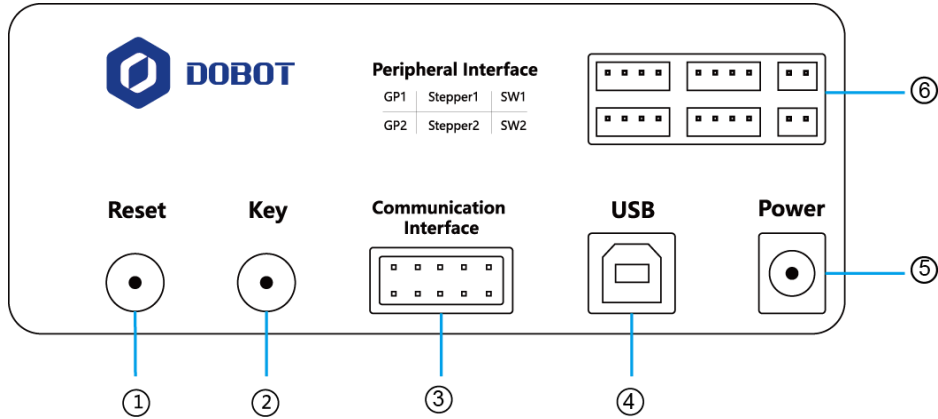 DOBOT
Peripheral Interface
GP1 Stepper1 SW1
GP2 Stepper2 SW2
⑥
Reset Key Communication Interface USB Power
⑤
① ② ③ ④